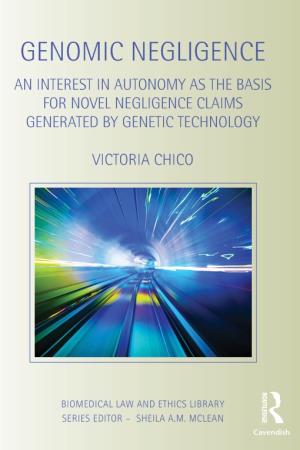 GENOMIC NEGLIGENCE
AN INTEREST IN AUTONOMY AS THE BASIS
FOR NOVEL NEGLIGENCE CLAIMS
GENERATED BY GENETIC TECHNOLOGY
VICTORIA CHICO
BIOMEDICAL LAW AND ETHICS LIBRARY
SERIES EDITOR – SHEILA A.M. MCLEAN
ROUTLEDGE
Cavendish